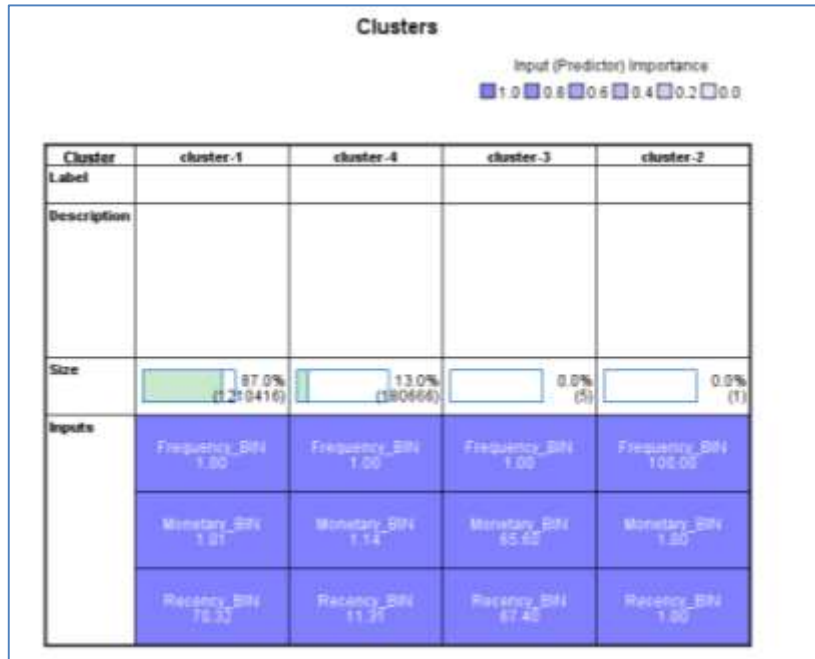 Clusters
Input (Predictor) Importance
1.0 0.8 0.6 0.4 0.2 0.0
Cluster cluster-1 cluster-4 cluster-3 cluster-2
Label
Description
Size 87.0% 13.0% 0.0% 0.0%
(1210416) (180666) (5) (1)
Inputs Frequency_BIN Frequency_BIN Frequency_BIN Frequency_BIN
1.00 1.00 1.00 100.00
Monetary_BIN Monetary_BIN Monetary_BIN Monetary_BIN
1.01 1.14 65.60 1.00
Recency_BIN Recency_BIN Recency_BIN Recency_BIN
11.31 67.40 1.00